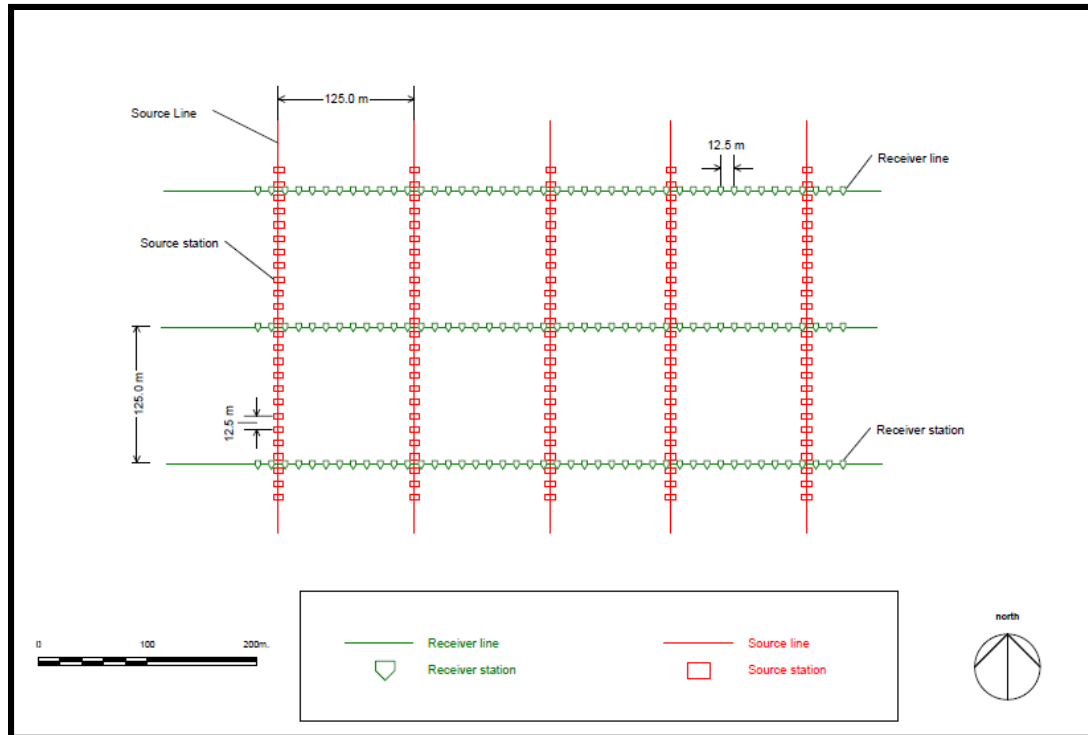 125.0 m
Source Line
12.5 m
Receiver line
Source station
125.0 m
12.5 m
Receiver station
0 100 200m.
Receiver line
Source line
Receiver station
Source station
north